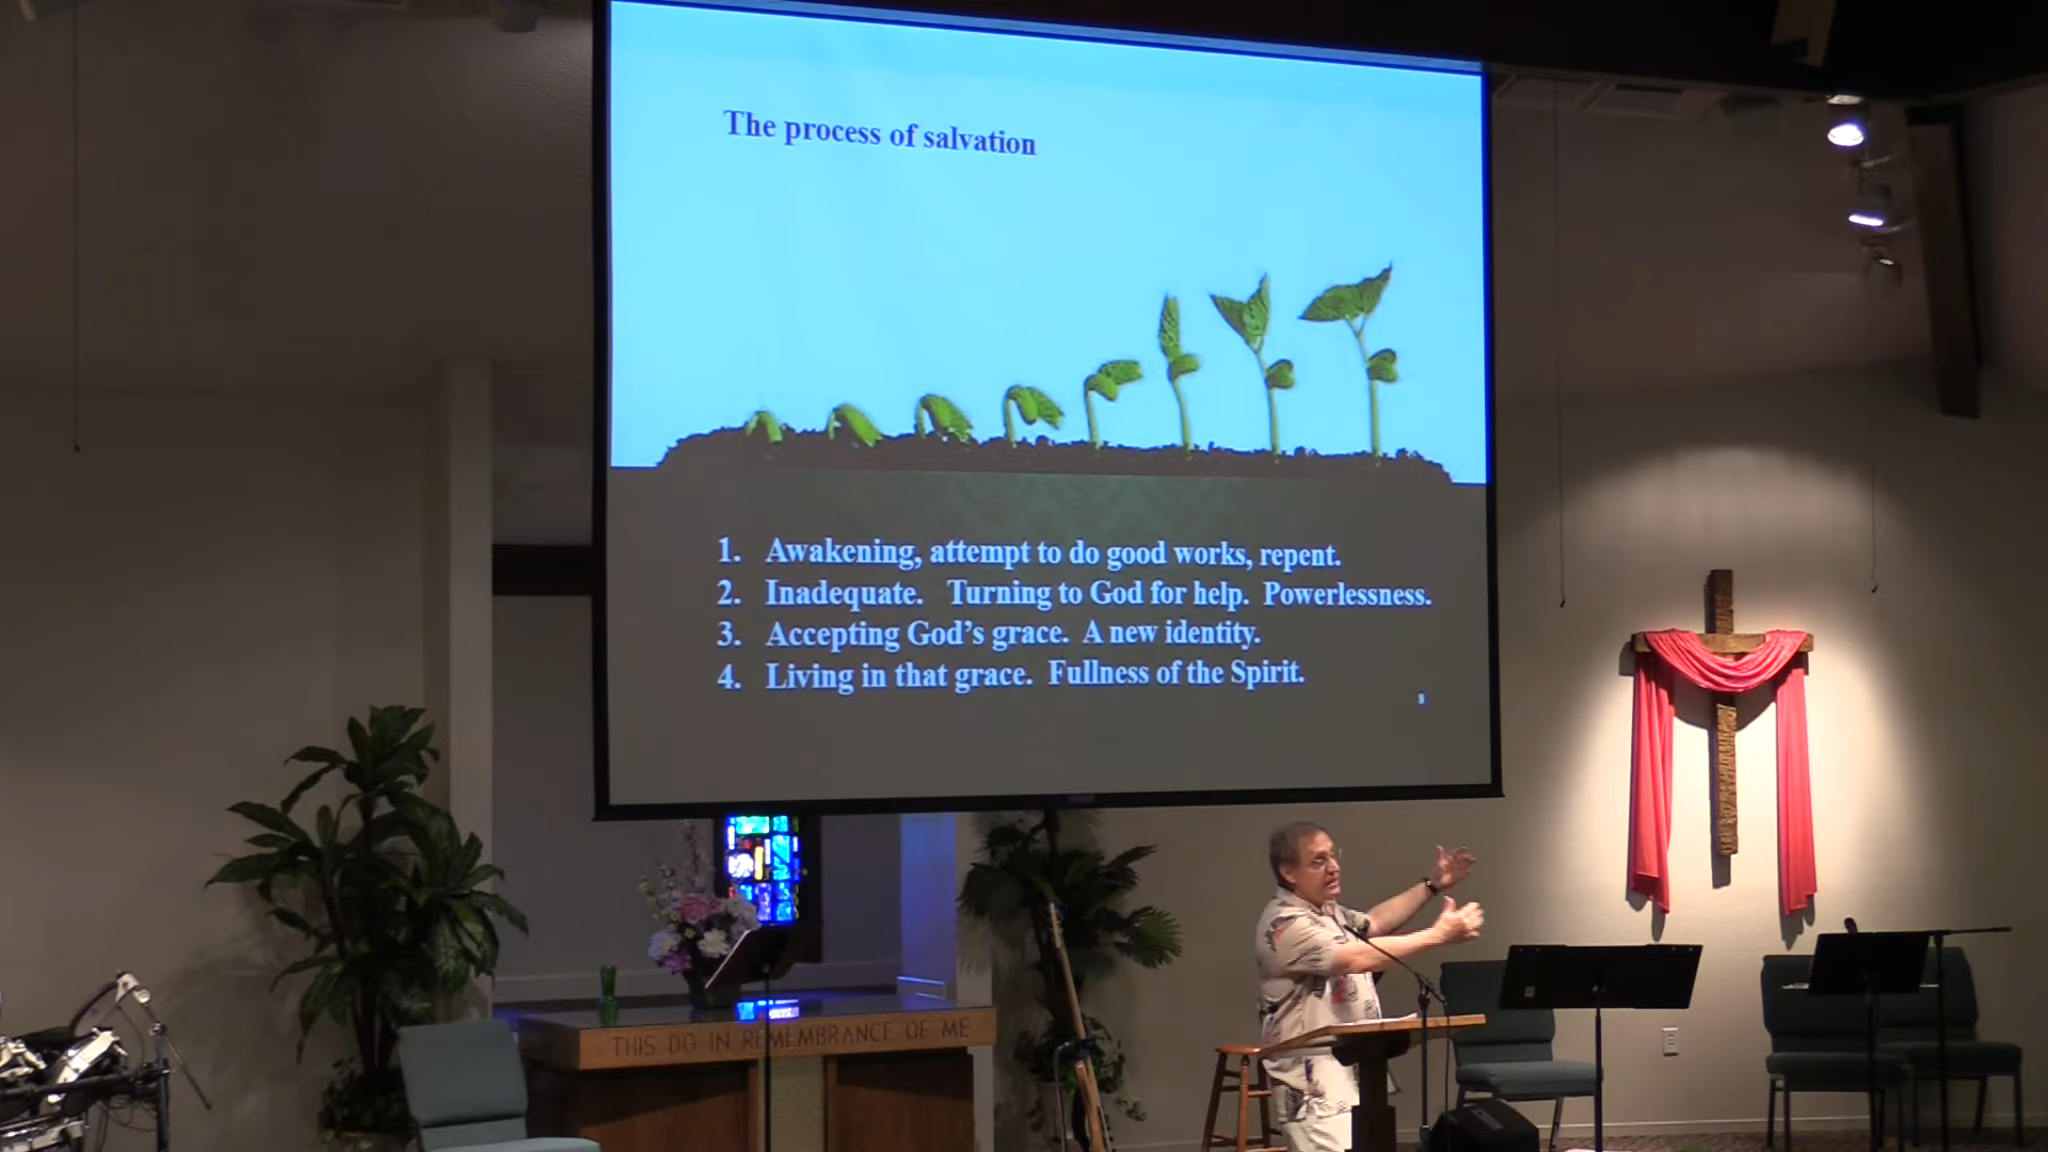 The process of salvation
1. Awakening, attempt to do good works, repent.
2. Inadequate. Turning to God for help. Powerlessness.
3. Accepting God's grace. A new identity.
4. Living in that grace. Fullness of the Spirit.
THIS DO IN REMEMBRANCE OF ME